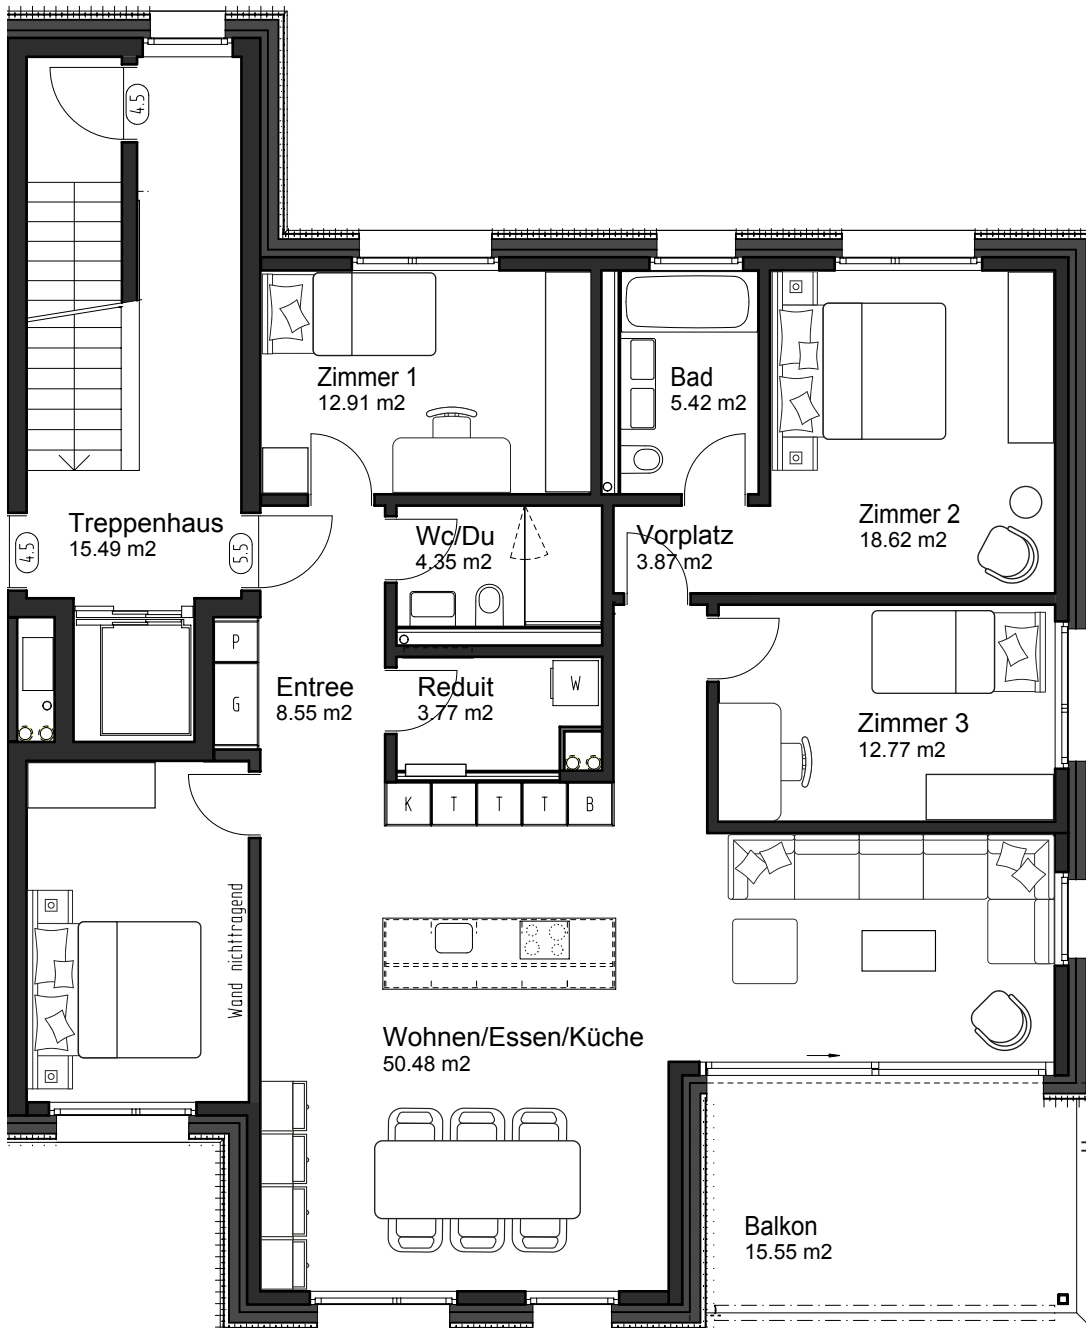 4.5
Zimmer 1
12.91 m2
Bad
5.42 m2
Treppenhaus
15.49 m2
4.5
5.5
Wc/Du
4.35 m2
Vorplatz
3.87 m2
Zimmer 2
18.62 m2
P
G
Entree
8.55 m2
Reduit
3.77 m2
W
Zimmer 3
12.77 m2
K
T
T
T
B
Wand nichttragend
Wohnen/Essen/Küche
50.48 m2
Balkon
15.55 m2